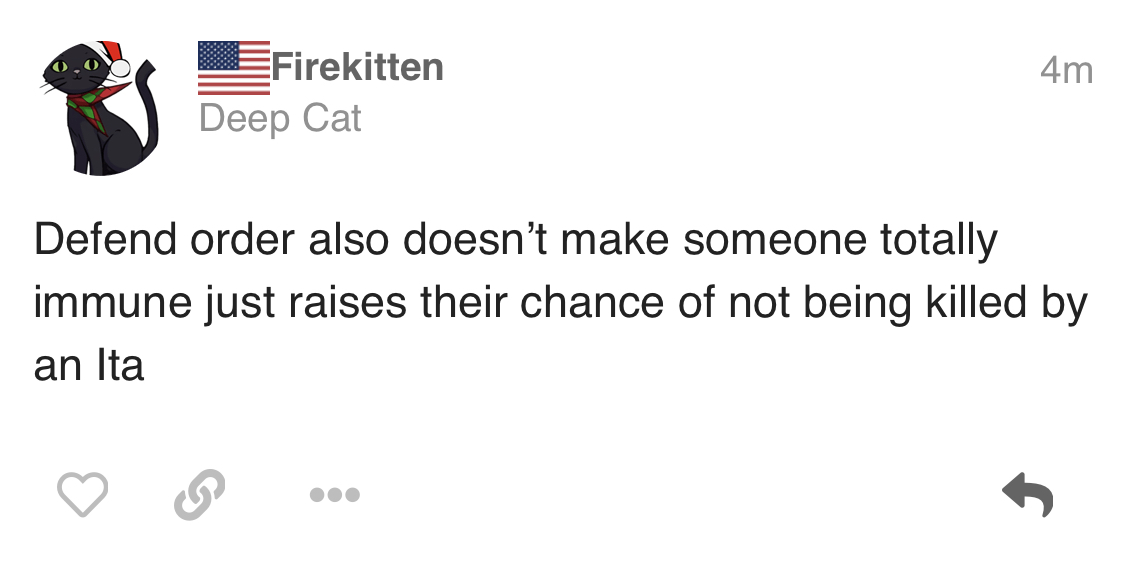 Firekitten
4m
Deep Cat
Defend order also doesn’t make someone totally
immune just raises their chance of not being killed by
an Ita